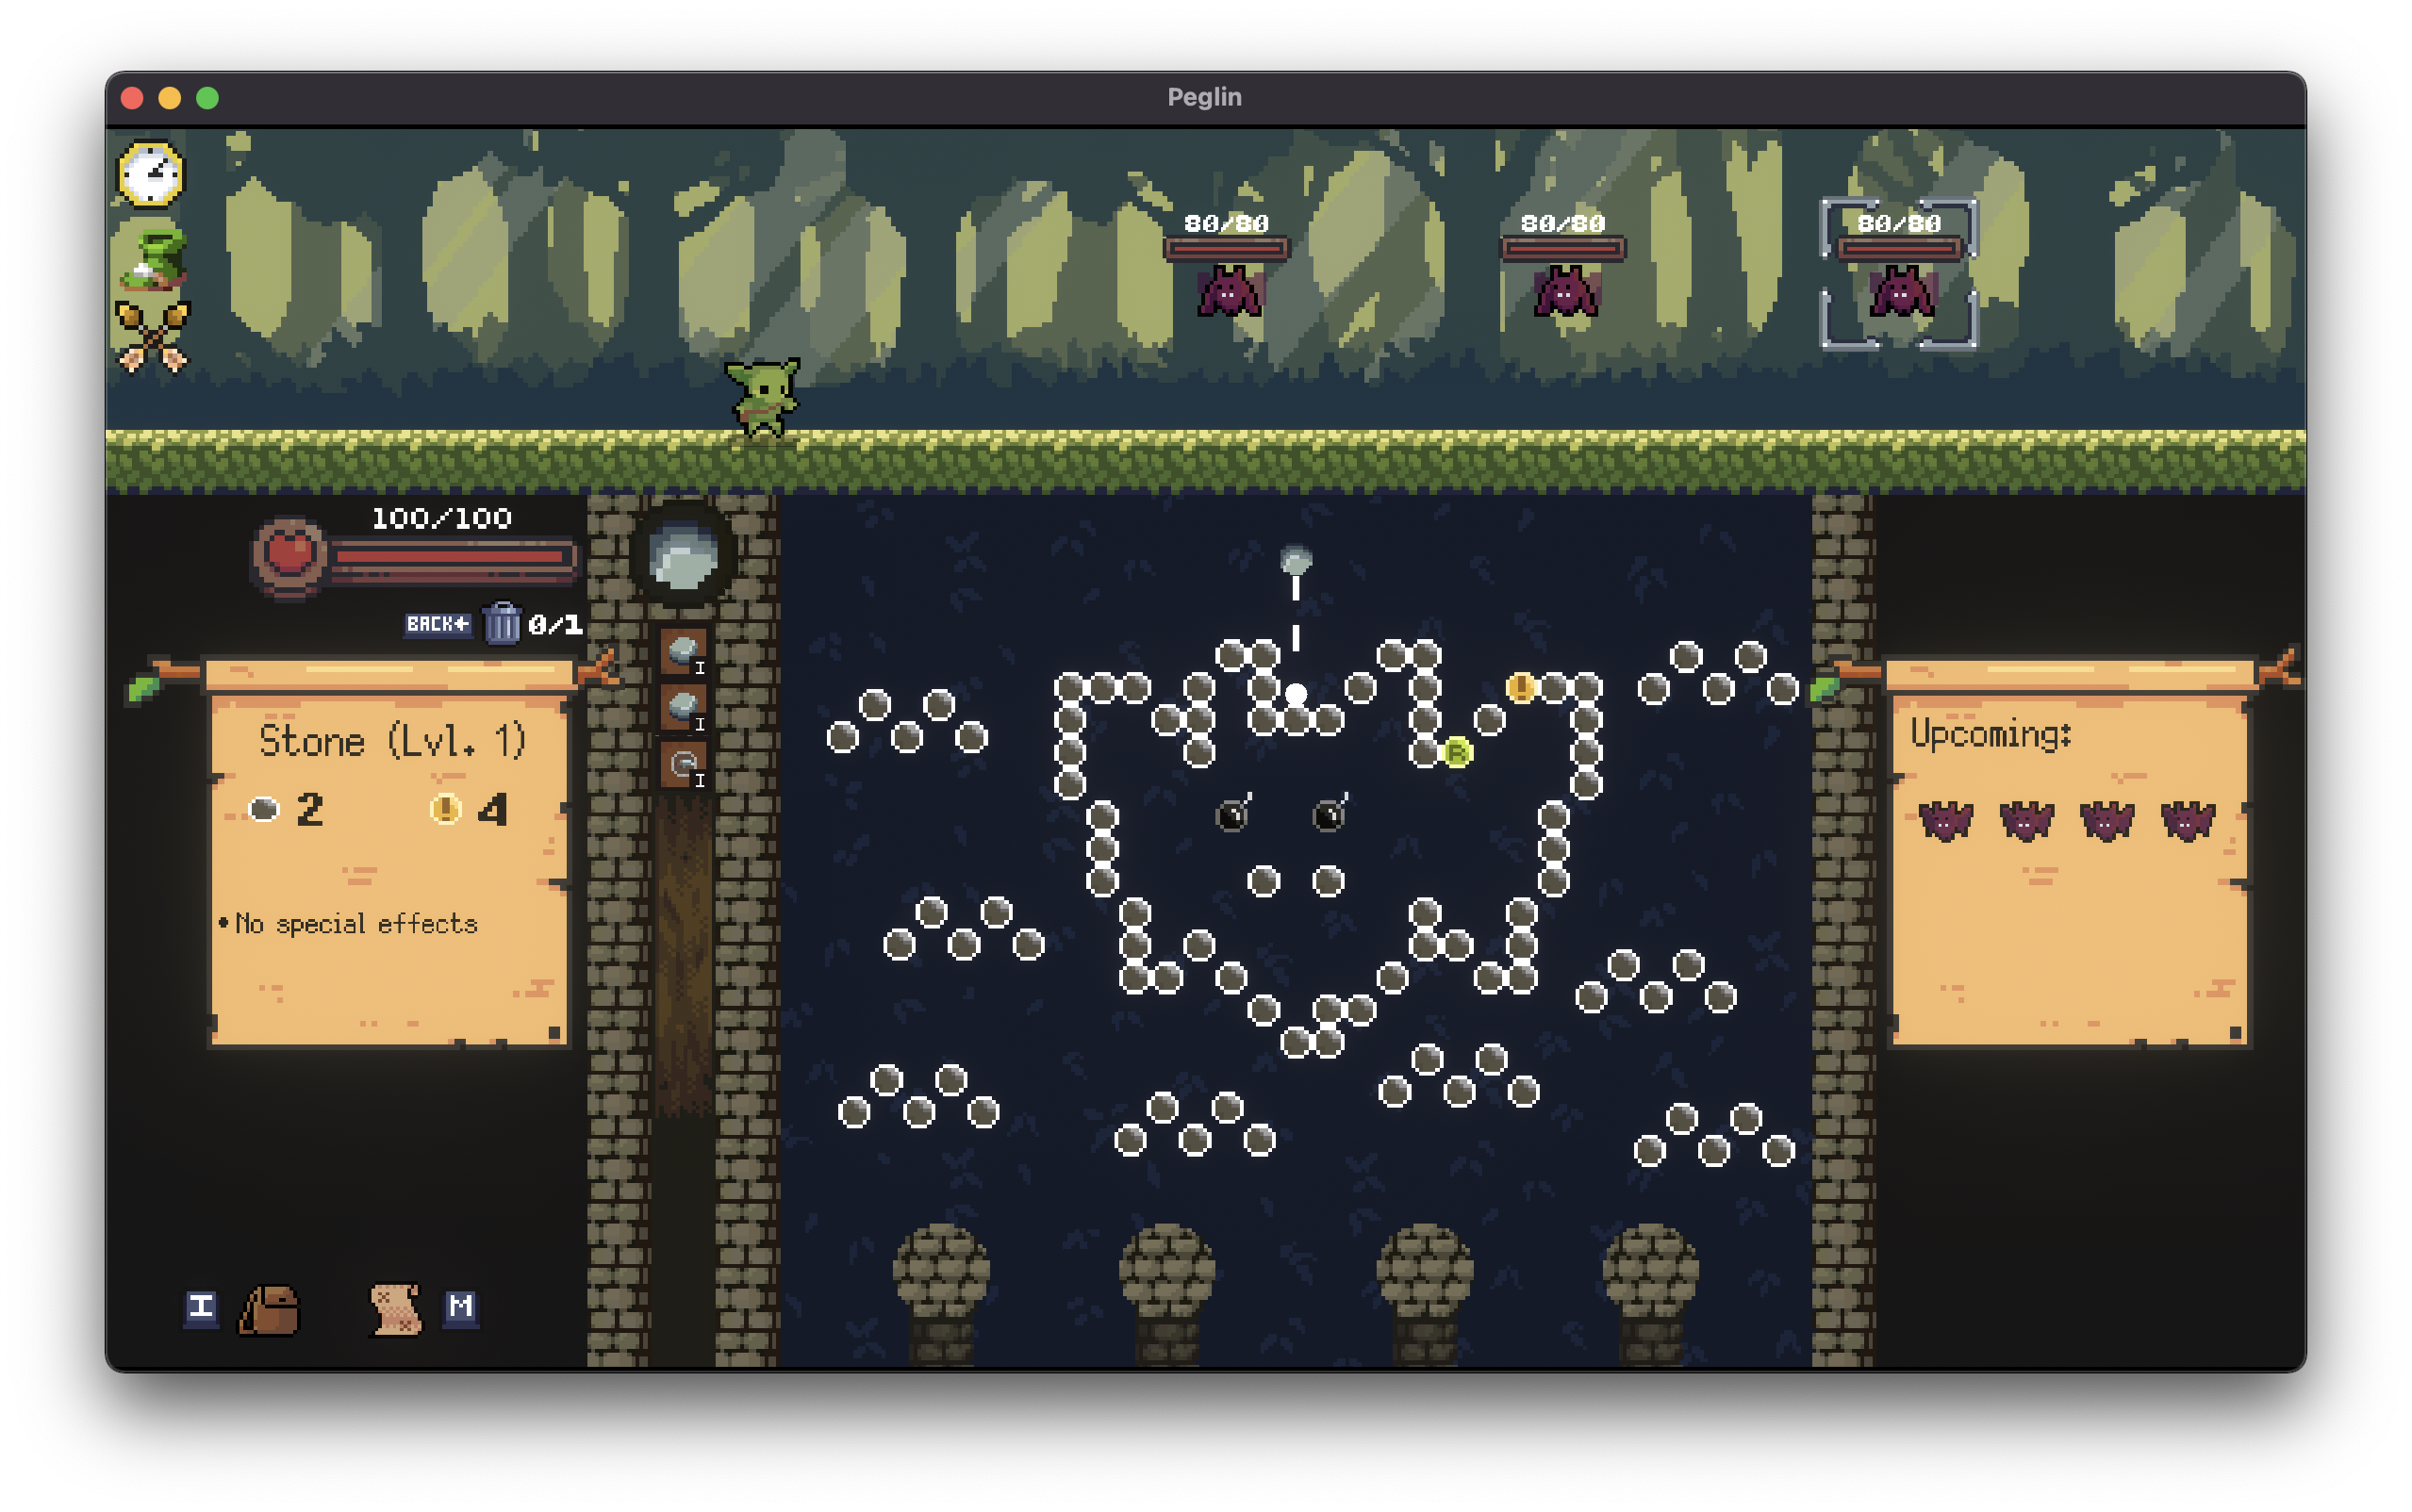 Peglin
80/80
80/80
80/80
100/100
BACK
0/1
I
I
I
Stone (Lvl. 1)
2
! 4
•No special effects
!
R
Upcoming:
I
M